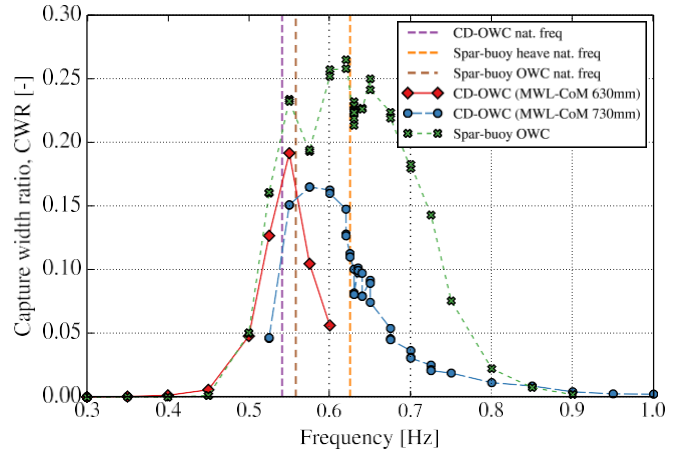 0.30
0.25
0.20
0.15
0.10
0.05
0.00
Capture width ratio, CWR [-]
CD-OWC nat. freq
Spar-buoy heave nat. freq
Spar-buoy OWC nat. freq
CD-OWC (MWL-CoM 630mm)
CD-OWC (MWL-CoM 730mm)
Spar-buoy OWC
0.3 0.4 0.5 0.6 0.7 0.8 0.9 1.0
Frequency [Hz]